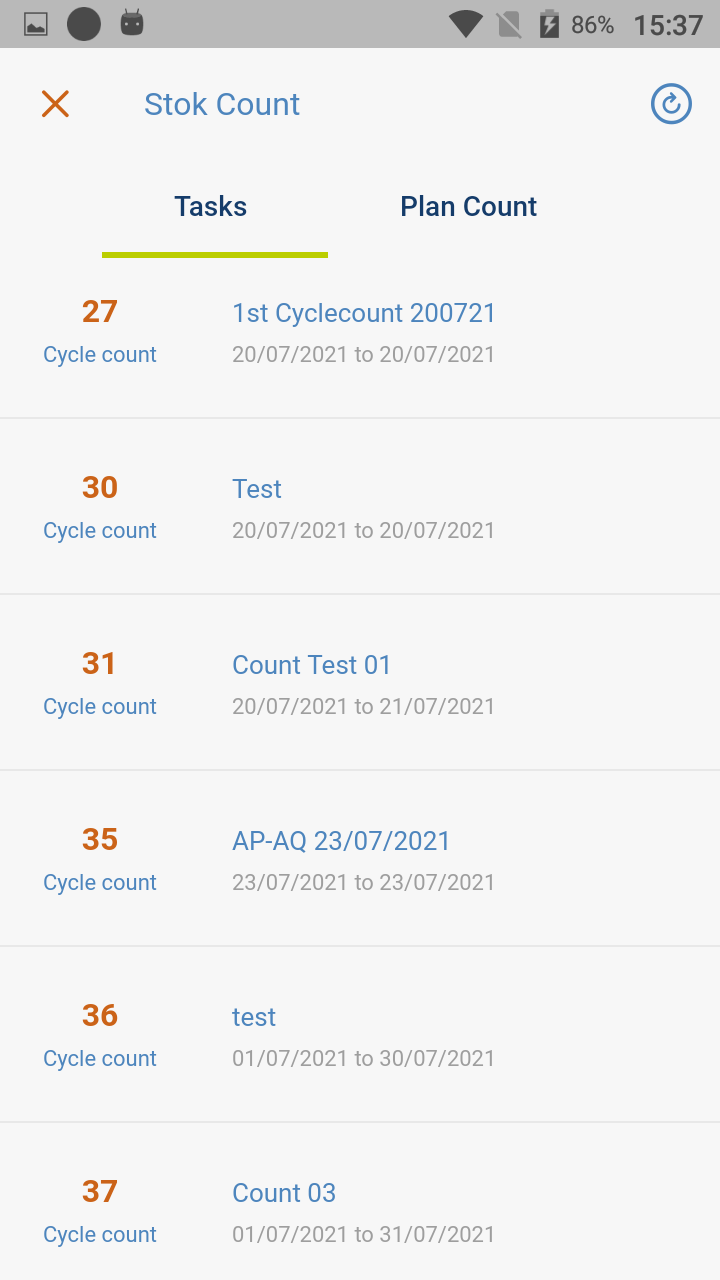 86% 15:37
Stok Count
Tasks Plan Count
27 1st Cyclecount 200721
Cycle count 20/07/2021 to 20/07/2021
30 Test
Cycle count 20/07/2021 to 20/07/2021
31 Count Test 01
Cycle count 20/07/2021 to 21/07/2021
35 AP-AQ 23/07/2021
Cycle count 23/07/2021 to 23/07/2021
36 test
Cycle count 01/07/2021 to 30/07/2021
37 Count 03
Cycle count 01/07/2021 to 31/07/2021